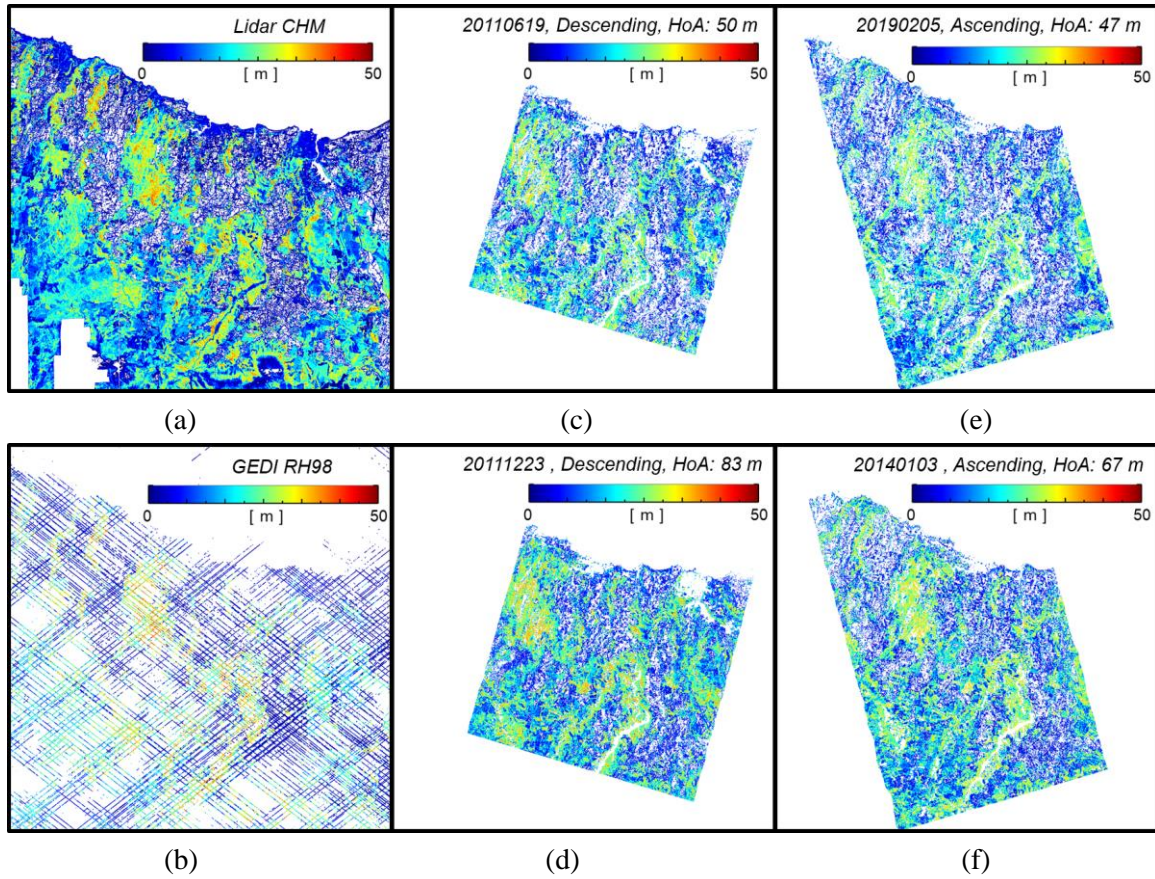 Lidar CHM
0 50
[ m ]
20110619, Descending, HoA: 50 m
0 50
[ m ]
20190205, Ascending, HoA: 47 m
0 50
[ m ]
(a) (c) (e)
GEDI RH98
0 50
[ m ]
20111223 , Descending, HoA: 83 m
0 50
[ m ]
20140103, Ascending, HoA: 67 m
0 50
[ m ]
(b) (d) (f)